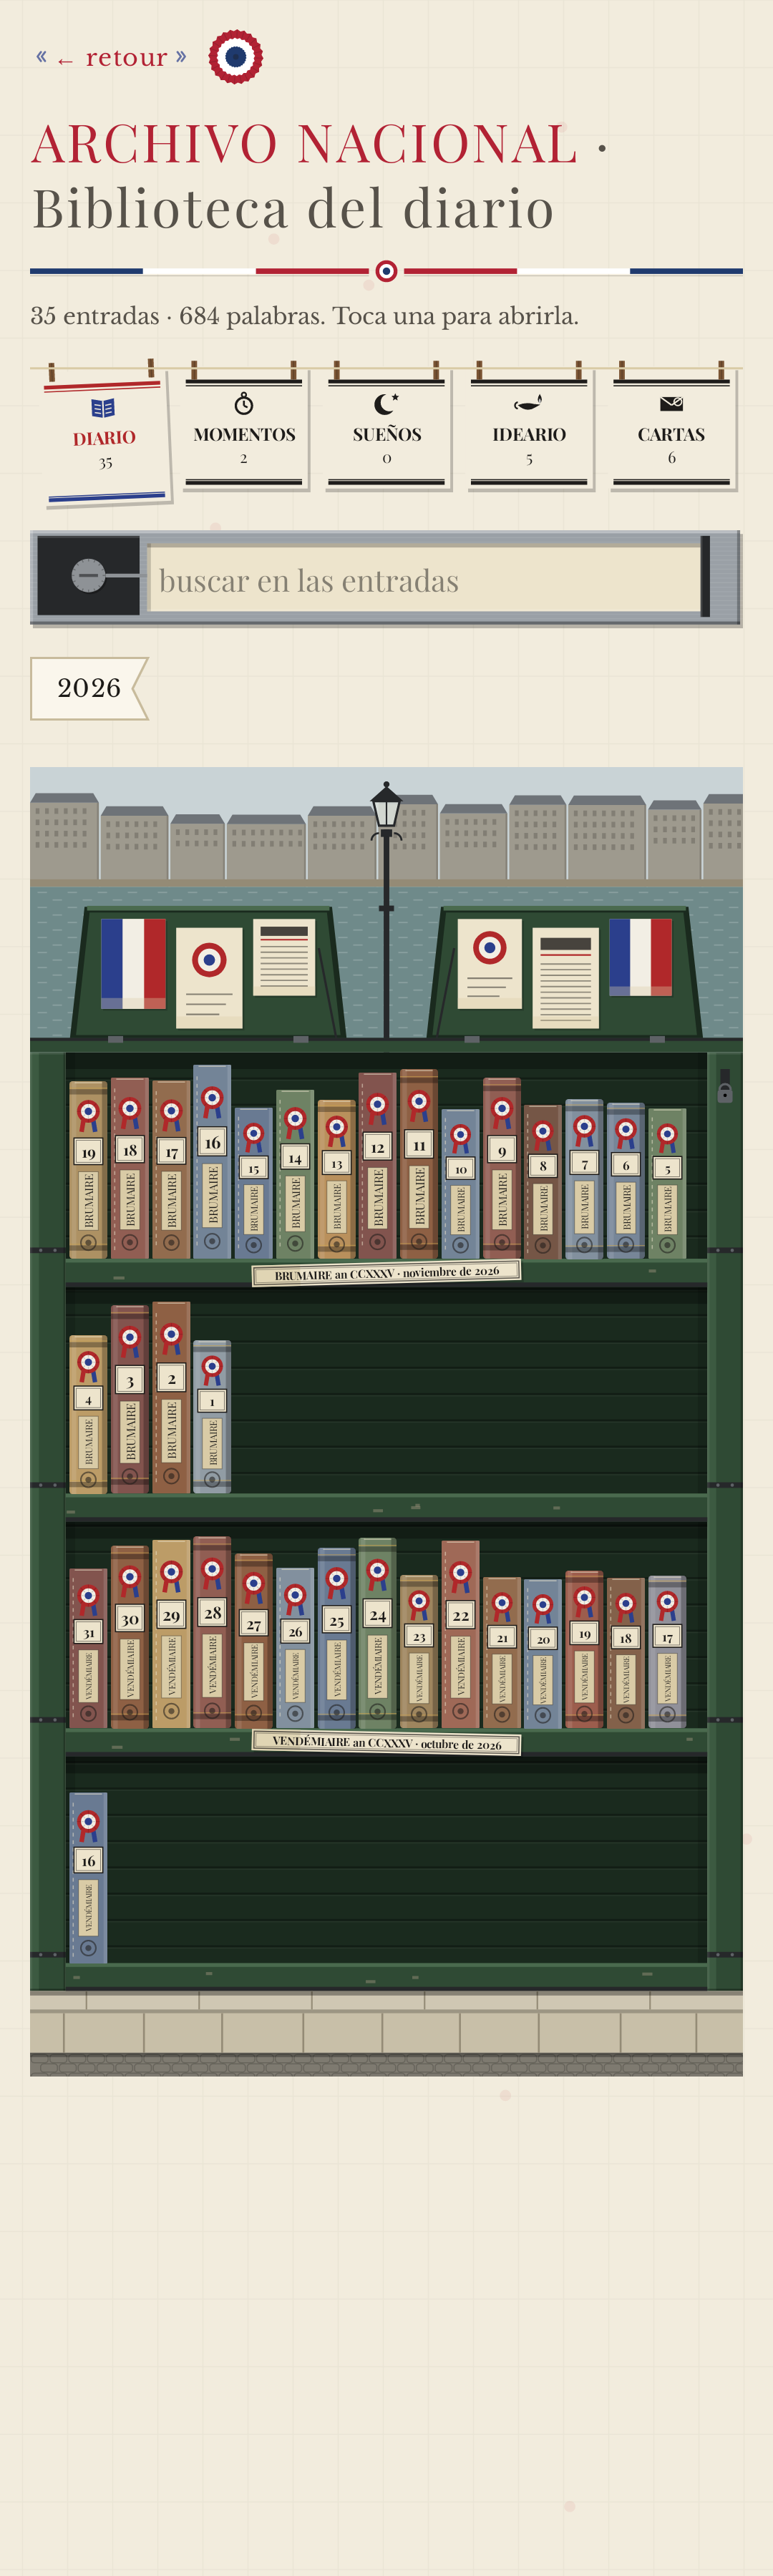 « ← retour »
ARCHIVO NACIONAL ·
Biblioteca del diario
35 entradas · 684 palabras. Toca una para abrirla.
DIARIO
35
MOMENTOS
2
SUEÑOS
0
IDEARIO
5
CARTAS
6
buscar en las entradas
2026
19 BRUMAIRE
18 BRUMAIRE
17 BRUMAIRE
16 BRUMAIRE
15 BRUMAIRE
14 BRUMAIRE
13 BRUMAIRE
12 BRUMAIRE
11 BRUMAIRE
10 BRUMAIRE
9 BRUMAIRE
8 BRUMAIRE
7 BRUMAIRE
6 BRUMAIRE
5 BRUMAIRE
BRUMAIRE an CCXXXV · noviembre de 2026
4 BRUMAIRE
3 BRUMAIRE
2 BRUMAIRE
1 BRUMAIRE
31 VENDÉMIAIRE
30 VENDÉMIAIRE
29 VENDÉMIAIRE
28 VENDÉMIAIRE
27 VENDÉMIAIRE
26 VENDÉMIAIRE
25 VENDÉMIAIRE
24 VENDÉMIAIRE
23 VENDÉMIAIRE
22 VENDÉMIAIRE
21 VENDÉMIAIRE
20 VENDÉMIAIRE
19 VENDÉMIAIRE
18 VENDÉMIAIRE
17 VENDÉMIAIRE
VENDÉMIAIRE an CCXXXV · octubre de 2026
16 VENDÉMIAIRE